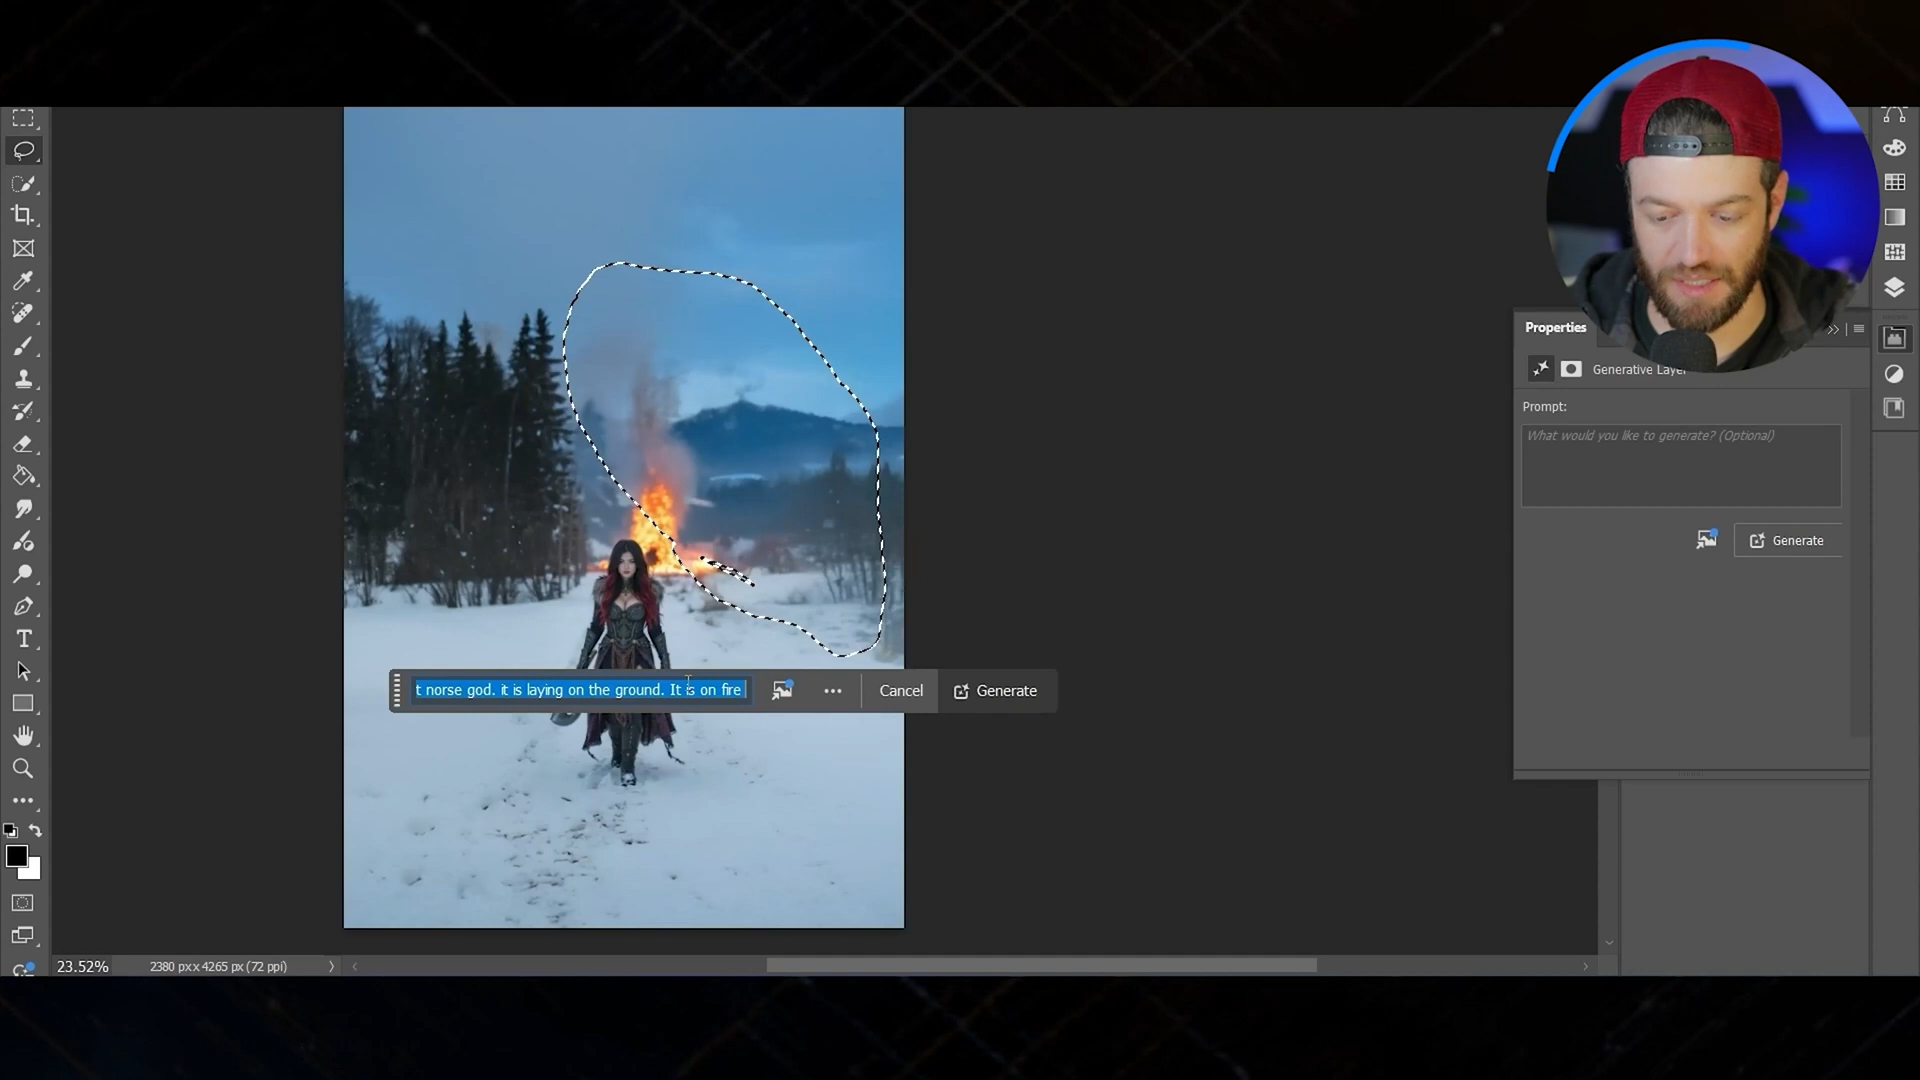 Properties
Generative Layer
Prompt:
What would you like to generate? (Optional)
Generate
t norse god. it is laying on the ground. It is on fire
Cancel
Generate
23.52%
2380 px x 4265 px (72 ppi)